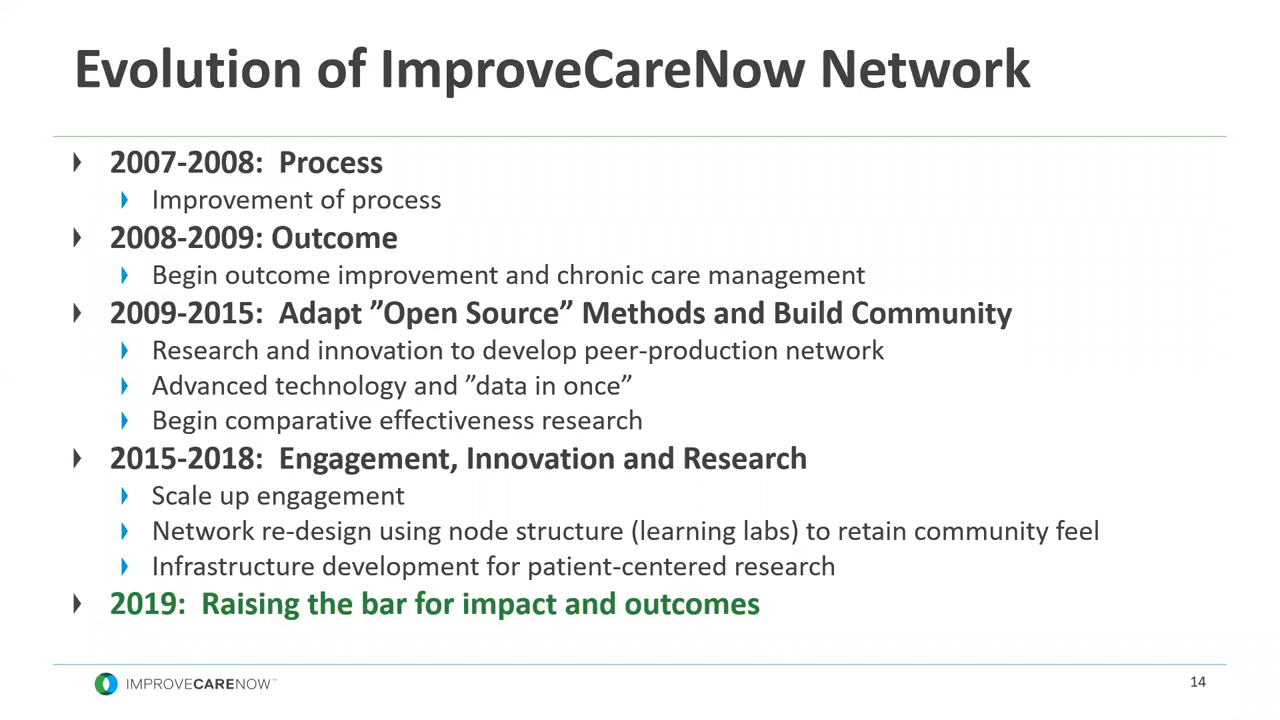 Evolution of ImproveCareNow Network
2007-2008: Process
Improvement of process
2008-2009: Outcome
Begin outcome improvement and chronic care management
2009-2015: Adapt ”Open Source” Methods and Build Community
Research and innovation to develop peer-production network
Advanced technology and ”data in once”
Begin comparative effectiveness research
2015-2018: Engagement, Innovation and Research
Scale up engagement
Network re-design using node structure (learning labs) to retain community feel
Infrastructure development for patient-centered research
2019: Raising the bar for impact and outcomes
IMPROVECARENOW™
14